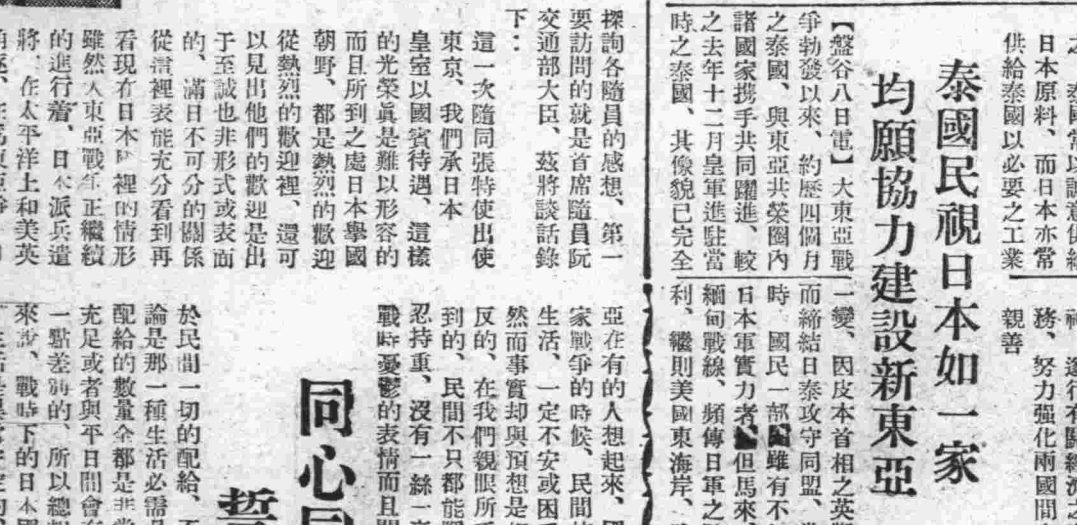 日本原料、而日本亦常
供給泰國以必要之工業
務、努力强化兩國間
親善
泰國民視日本如一家
均願協力建設新東亞
【盤谷八日電】大東亞戰
爭勃發以來、約歷四個月
之泰國、與東亞共榮圈內
諸國家携手共同躍進、較
之去年十二月皇軍進駐當
時之泰國、其像貌已完全
一變、因皮本首相之英
而締結日泰攻守同盟、
時 國民一部 雖有不
日本軍實力者 但馬來、
緬甸戰線、頻傳日軍之
利、繼則美國東海岸、
探詢各隨員的感想、第一
要訪問的就是首席隨員阮
交通部大臣、茲將談話錄
下：
這一次隨同張特使出使
東京、我們承日本
皇室以國賓待遇、這樣
的光榮眞是難以形容的
而且所到之處日本舉國
朝野、都是熱烈的歡迎
從熱烈的歡迎裡、還可
以見出他們的歡迎是出
于至誠也非形式或表面
的、滿日不可分的關係
從這裡表能充分看到再
看現在日本 裡的情形
雖然大東亞戰爭正繼續
的進行着、日本派兵遣
將、在太平洋上和美英
亞在有的人想起來、
家戰爭的時候、民間
生活、一定不安或困
然而事實却與預想是
反的、在我們親眼所
到的、民間不只都能
忍持重、沒有一絲一
戰時憂鬱的表情而且
同心
誓
於民間一切的配給、
論是那一種生活必需
配給的數量全都是非
充足或者與平日間會
一點差別的、所以總
來說、戰時下的日本